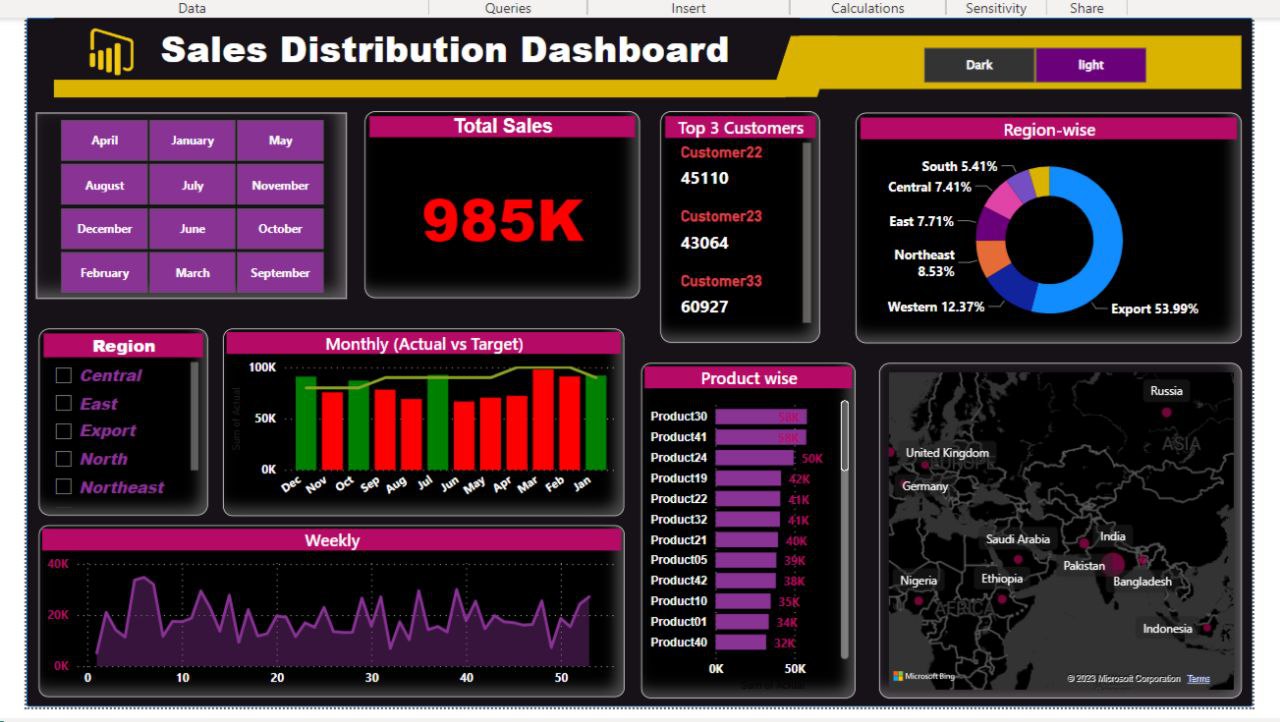 Data Queries Insert Calculations Sensitivity Share
Sales Distribution Dashboard
Dark light
April January May
August July November
December June October
February March September
Total Sales
985K
Top 3 Customers
Customer22
45110
Customer23
43064
Customer33
60927
Region-wise
South 5.41%
Central 7.41%
East 7.71%
Northeast
8.53%
Western 12.37%
Export 53.99%
Region
Central
East
Export
North
Northeast
Monthly (Actual vs Target)
Sum of Actual
100K
50K
0K
Dec Nov Oct Sep Aug Jul Jun May Apr Mar Feb Jan
Weekly
40K
20K
0K
0 10 20 30 40 50
Product wise
Product30 58K
Product41 58K
Product24 50K
Product19 42K
Product22 41K
Product32 41K
Product21 40K
Product05 39K
Product42 38K
Product10 35K
Product01 34K
Product40 32K
0K 50K
Sum of Actual
Russia
ASIA
United Kingdom
EUROPE
Germany
Saudi Arabia
India
Pakistan
Nigeria
Ethiopia
Bangladesh
AFRICA
Indonesia
Microsoft Bing
© 2023 Microsoft Corporation Terms